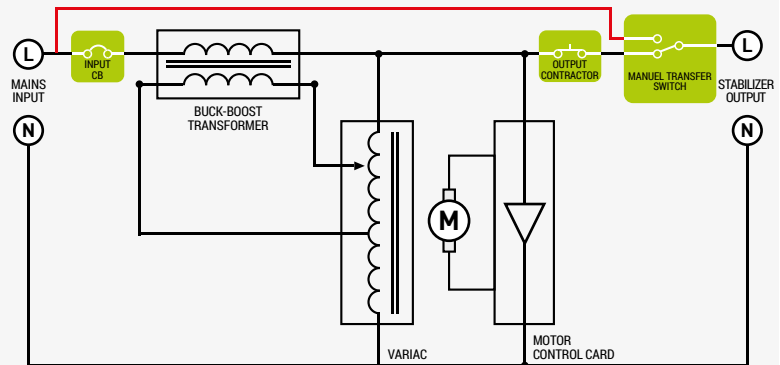 L
MAINS
INPUT
N
INPUT
CB
BUCK-BOOST
TRANSFORMER
VARIAC
M
MOTOR
CONTROL CARD
OUTPUT
CONTRACTOR
MANUEL TRANSFER
SWITCH
L
STABILIZER
OUTPUT
N